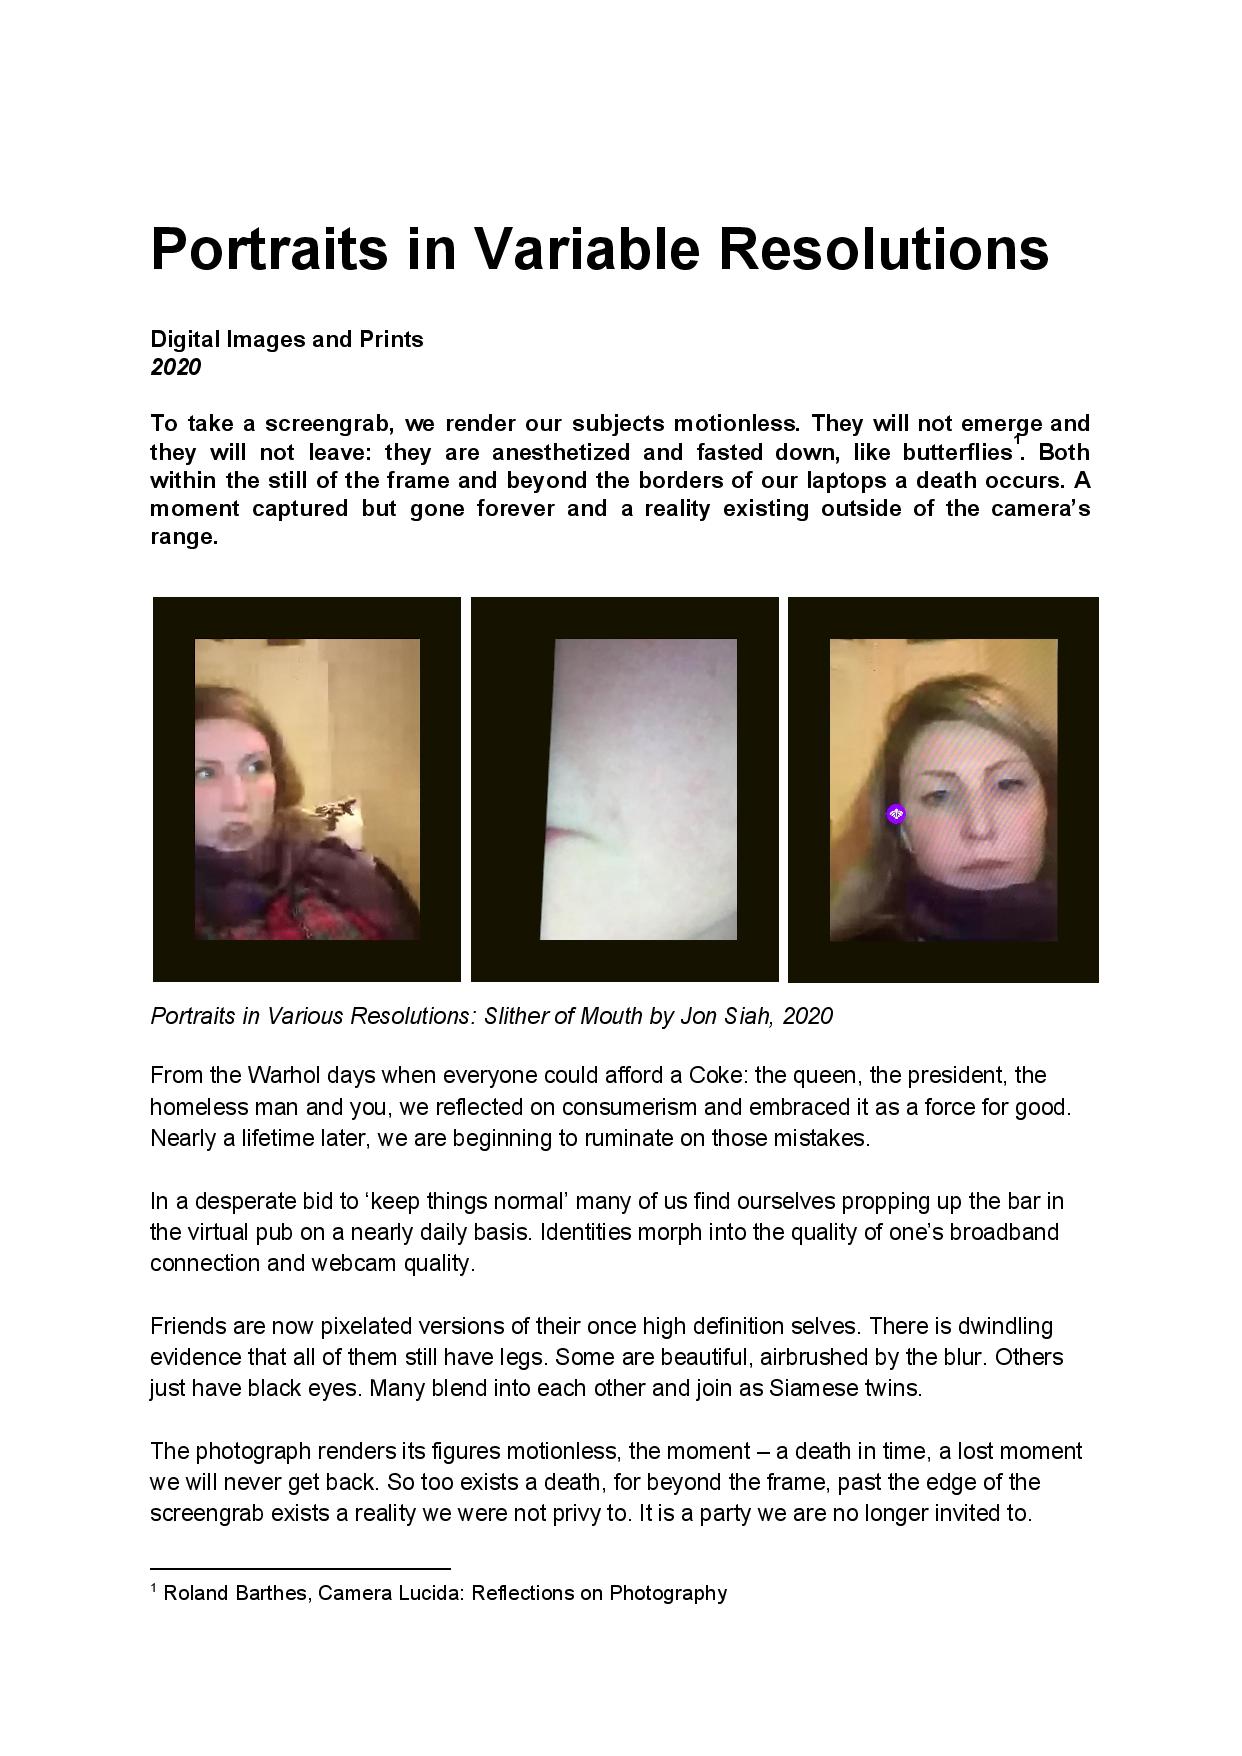 Portraits in Variable Resolutions
Digital Images and Prints
2020
To take a screengrab, we render our subjects motionless. They will not emerge and
they will not leave: they are anesthetized and fasted down, like butterflies¹. Both
within the still of the frame and beyond the borders of our laptops a death occurs. A
moment captured but gone forever and a reality existing outside of the camera’s
range.
Portraits in Various Resolutions: Slither of Mouth by Jon Siah, 2020
From the Warhol days when everyone could afford a Coke: the queen, the president, the
homeless man and you, we reflected on consumerism and embraced it as a force for good.
Nearly a lifetime later, we are beginning to ruminate on those mistakes.
In a desperate bid to ‘keep things normal’ many of us find ourselves propping up the bar in
the virtual pub on a nearly daily basis. Identities morph into the quality of one’s broadband
connection and webcam quality.
Friends are now pixelated versions of their once high definition selves. There is dwindling
evidence that all of them still have legs. Some are beautiful, airbrushed by the blur. Others
just have black eyes. Many blend into each other and join as Siamese twins.
The photograph renders its figures motionless, the moment – a death in time, a lost moment
we will never get back. So too exists a death, for beyond the frame, past the edge of the
screengrab exists a reality we were not privy to. It is a party we are no longer invited to.
¹ Roland Barthes, Camera Lucida: Reflections on Photography